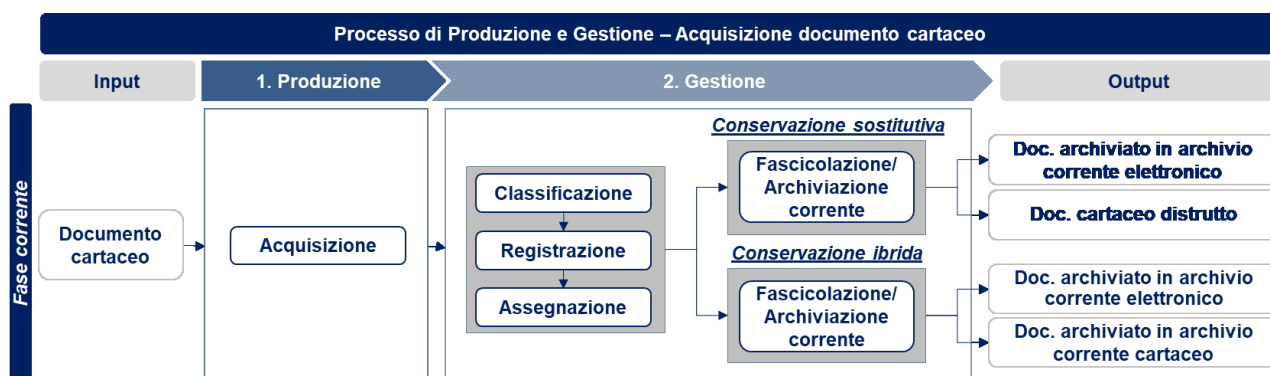 Processo di Produzione e Gestione – Acquisizione documento cartaceo
Input
1. Produzione
2. Gestione
Output
Fase corrente
Documento
cartaceo
Acquisizione
Classificazione
Registrazione
Assegnazione
Conservazione sostitutiva
Fascicolazione/
Archiviazione
corrente
Conservazione ibrida
Fascicolazione/
Archiviazione
corrente
Doc. archiviato in archivio
corrente elettronico
Doc. cartaceo distrutto
Doc. archiviato in archivio
corrente elettronico
Doc. archiviato in archivio
corrente cartaceo